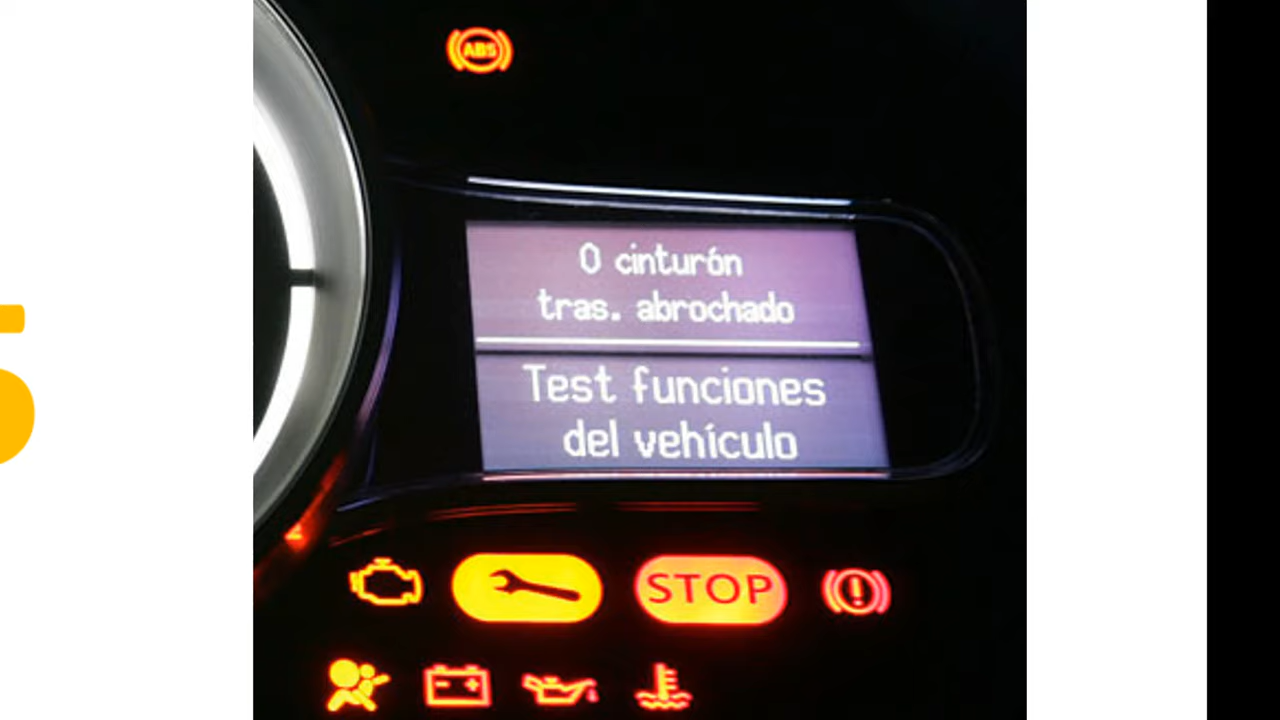 ABS
0 cinturón
tras. abrochado
Test funciones
del vehículo
STOP